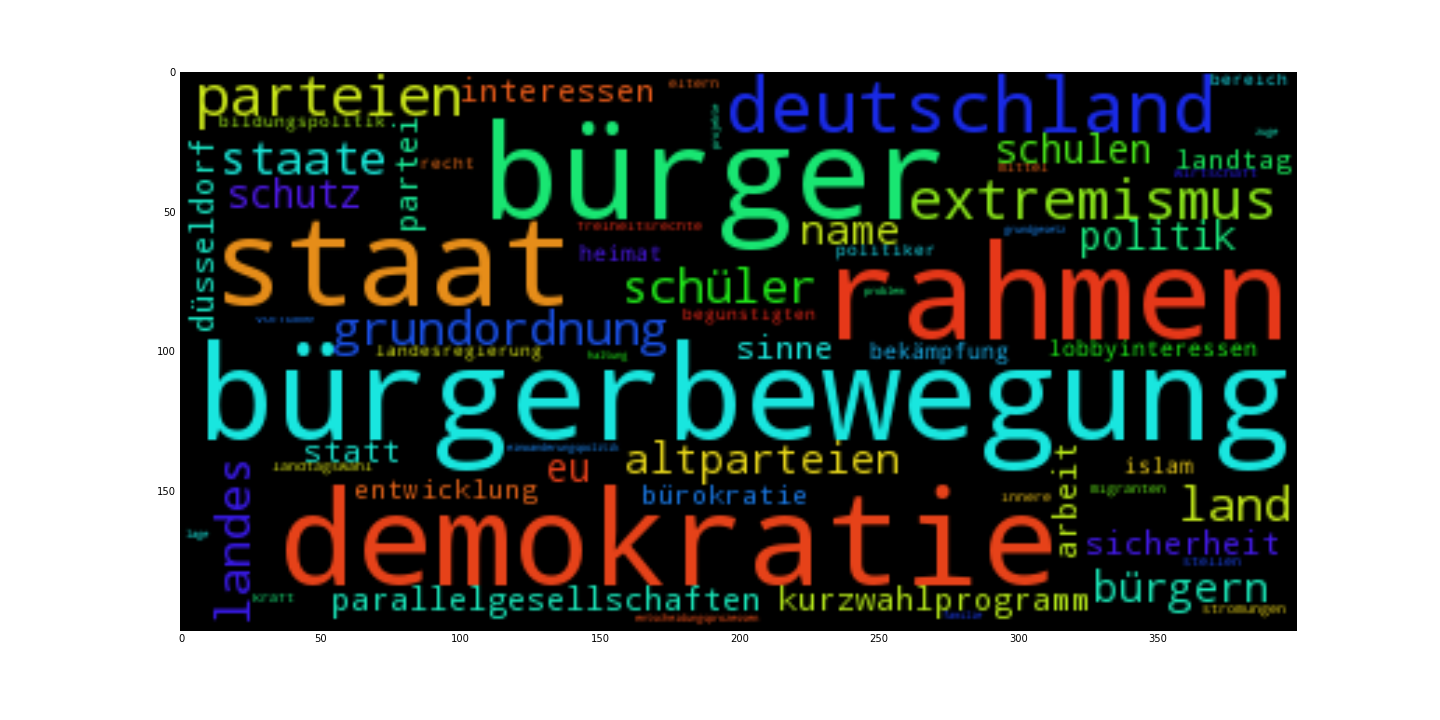 0
50
100
150
parteien interessen eltern deutschland bereich
bildungspolitik
projekte
staate partei recht bürger schulen landtag
mittel
wirtschaft
düsseldorf
schutz extremismus
freiheitsrechte name grundgesetz politik
staat heimat politiker
schüler rahmen
problem
begünstigten
grundordnung
landesregierung haltung sinne bekämpfung lobbyinteressen
bürgerbewegung
statt einwanderungspolitik altparteien
landtagswahl eu islam
landes arbeit
entwicklung bürokratie innere migranten land
lage demokratie sicherheit
stellen
kraft parallelgesellschaften kurzwahlprogramm bürgern
entscheidungsprozessen familie strömungen
0 50 100 150 200 250 300 350